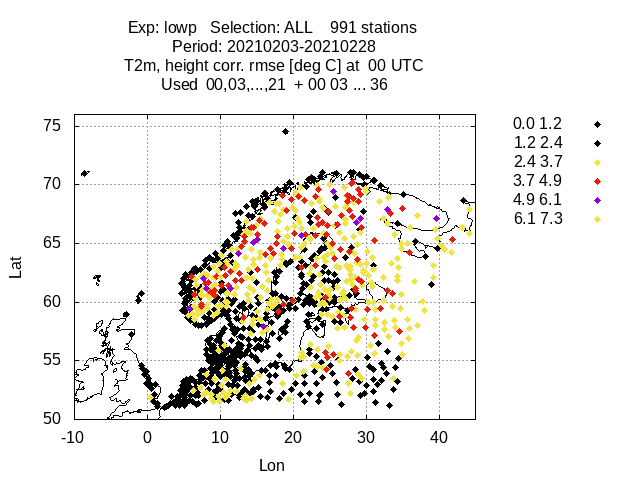 Exp: lowp   Selection: ALL    991 stations
Period: 20210203-20210228
T2m, height corr. rmse [deg C] at  00 UTC
Used  00,03,...,21  + 00 03 ... 36
75
70
65
60
55
50
Lat
-10 0 10 20 30 40
Lon
0.0 1.2
1.2 2.4
2.4 3.7
3.7 4.9
4.9 6.1
6.1 7.3